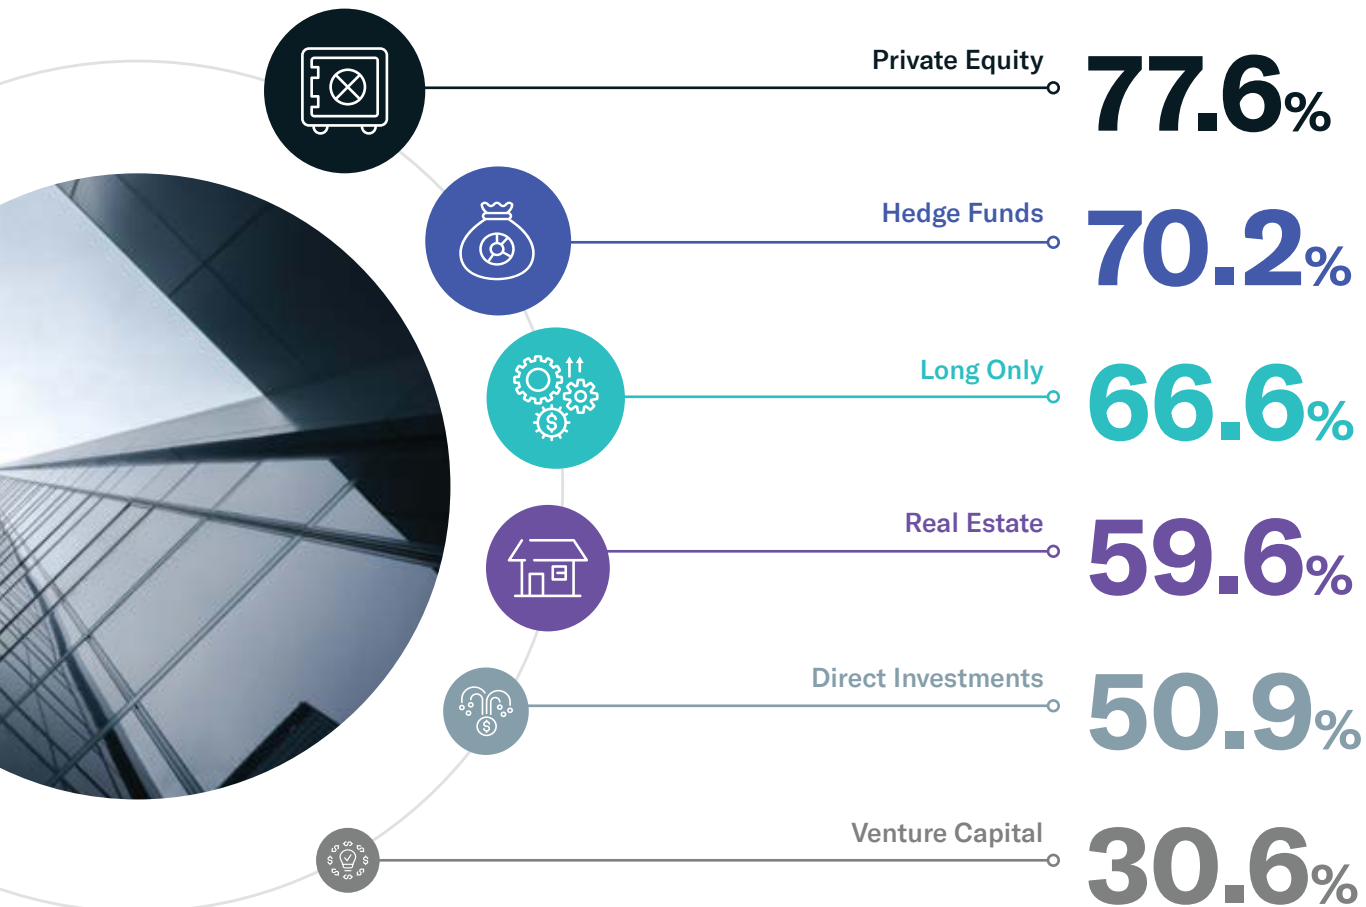 Private Equity
77.6%
Hedge Funds
70.2%
Long Only
66.6%
Real Estate
59.6%
Direct Investments
50.9%
Venture Capital
30.6%